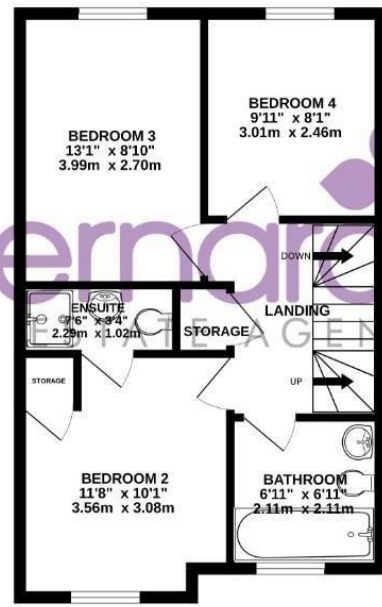 BEDROOM 3
13'1" x 8'10"
3.99m x 2.70m
BEDROOM 4
9'11" x 8'1"
3.01m x 2.46m
DOWN
ernar
ENSUITE
7'6" x 3'4"
2.29m x 1.02m
STORAGE
LANDING
ESTATE AGEN
STORAGE
UP
BEDROOM 2
11'8" x 10'1"
3.56m x 3.08m
BATHROOM
6'11" x 6'11"
2.11m x 2.11m